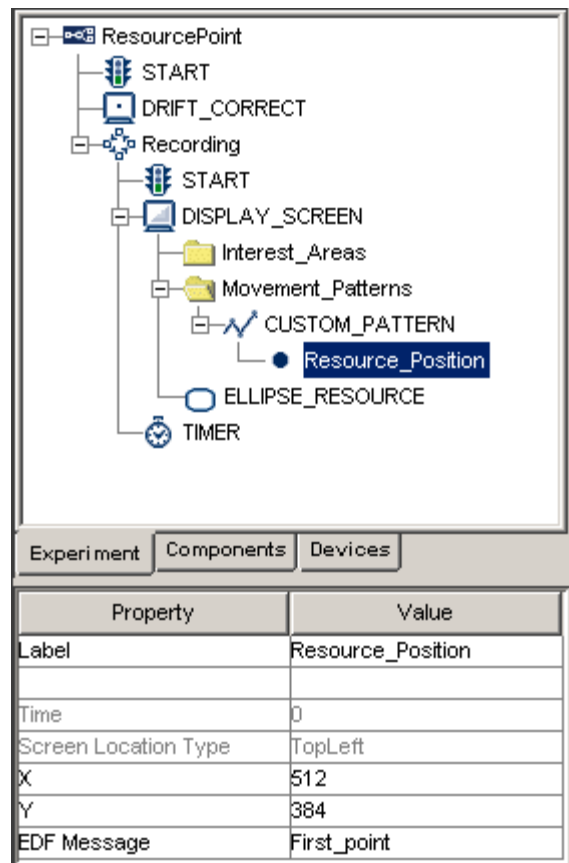 ResourcePoint
START
DRIFT_CORRECT
Recording
START
DISPLAY_SCREEN
Interest_Areas
Movement_Patterns
CUSTOM_PATTERN
Resource_Position
ELLIPSE_RESOURCE
TIMER
Experiment Components Devices
Property Value
Label Resource_Position
Time 0
Screen Location Type TopLeft
X 512
Y 384
EDF Message First_point